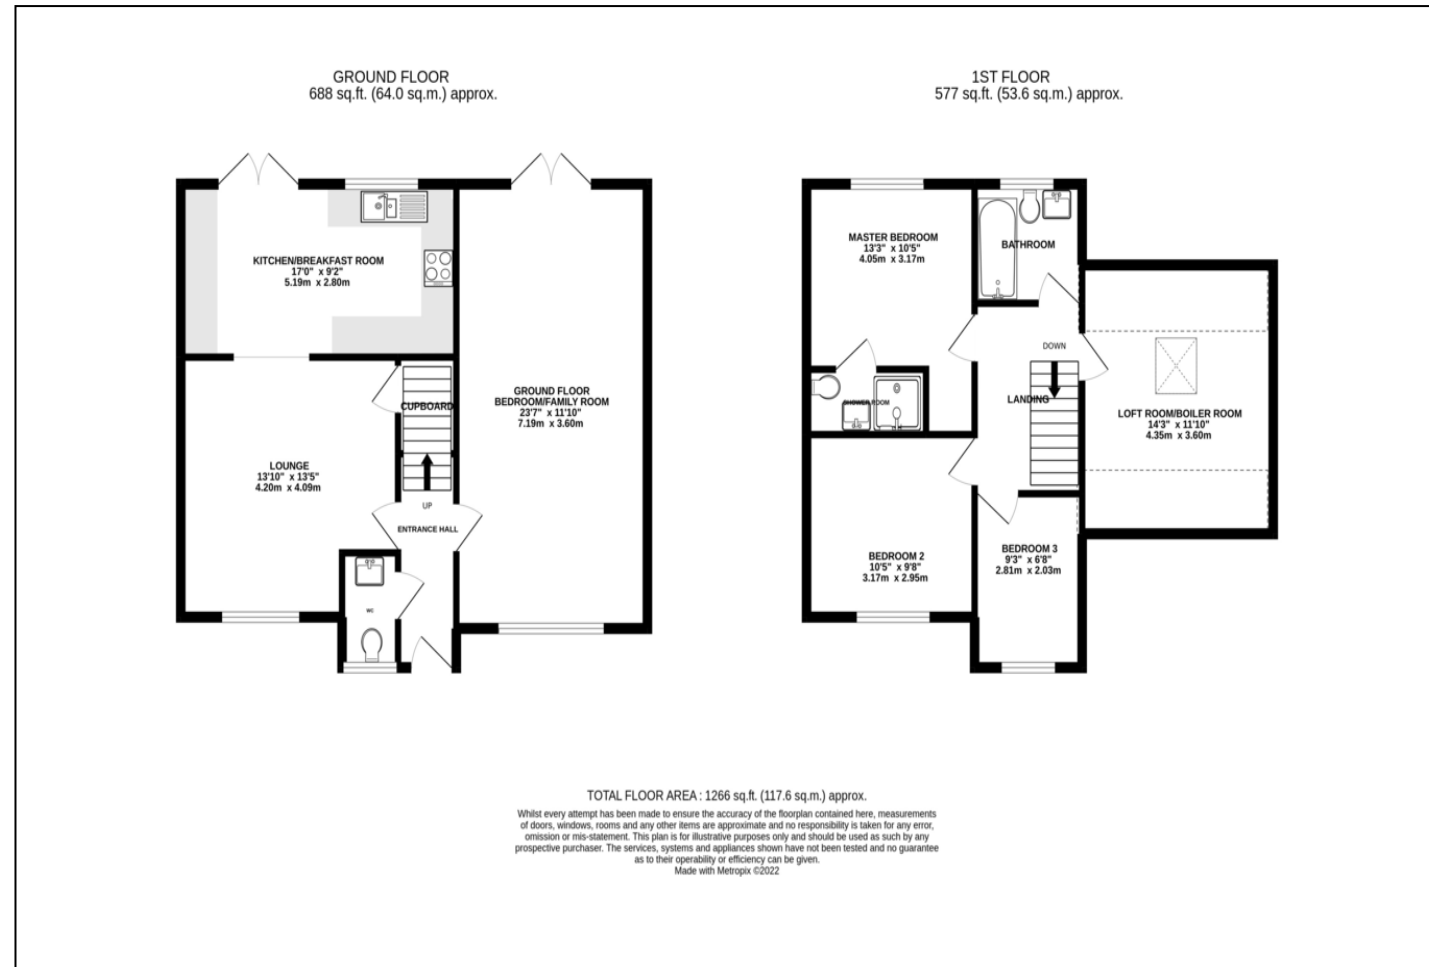 GROUND FLOOR
688 sq.ft. (64.0 sq.m.) approx.
KITCHEN/BREAKFAST ROOM
17'0" x 9'2"
5.19m x 2.80m
GROUND FLOOR
BEDROOM/FAMILY ROOM
23'7" x 11'10"
7.19m x 3.60m
CUPBOARD
LOUNGE
13'10" x 13'5"
4.20m x 4.09m
UP
ENTRANCE HALL
WC
1ST FLOOR
577 sq.ft. (53.6 sq.m.) approx.
MASTER BEDROOM
13'3" x 10'5"
4.05m x 3.17m
BATHROOM
DOWN
SHOWER ROOM
LANDING
LOFT ROOM/BOILER ROOM
14'3" x 11'10"
4.35m x 3.60m
BEDROOM 2
10'5" x 9'8"
3.17m x 2.95m
BEDROOM 3
9'3" x 6'8"
2.81m x 2.03m
TOTAL FLOOR AREA : 1266 sq.ft. (117.6 sq.m.) approx.
Whilst every attempt has been made to ensure the accuracy of the floorplan contained here, measurements
of doors, windows, rooms and any other items are approximate and no responsibility is taken for any error,
omission or mis-statement. This plan is for illustrative purposes only and should be used as such by any
prospective purchaser. The services, systems and appliances shown have not been tested and no guarantee
as to their operability or efficiency can be given.
Made with Metropix ©2022